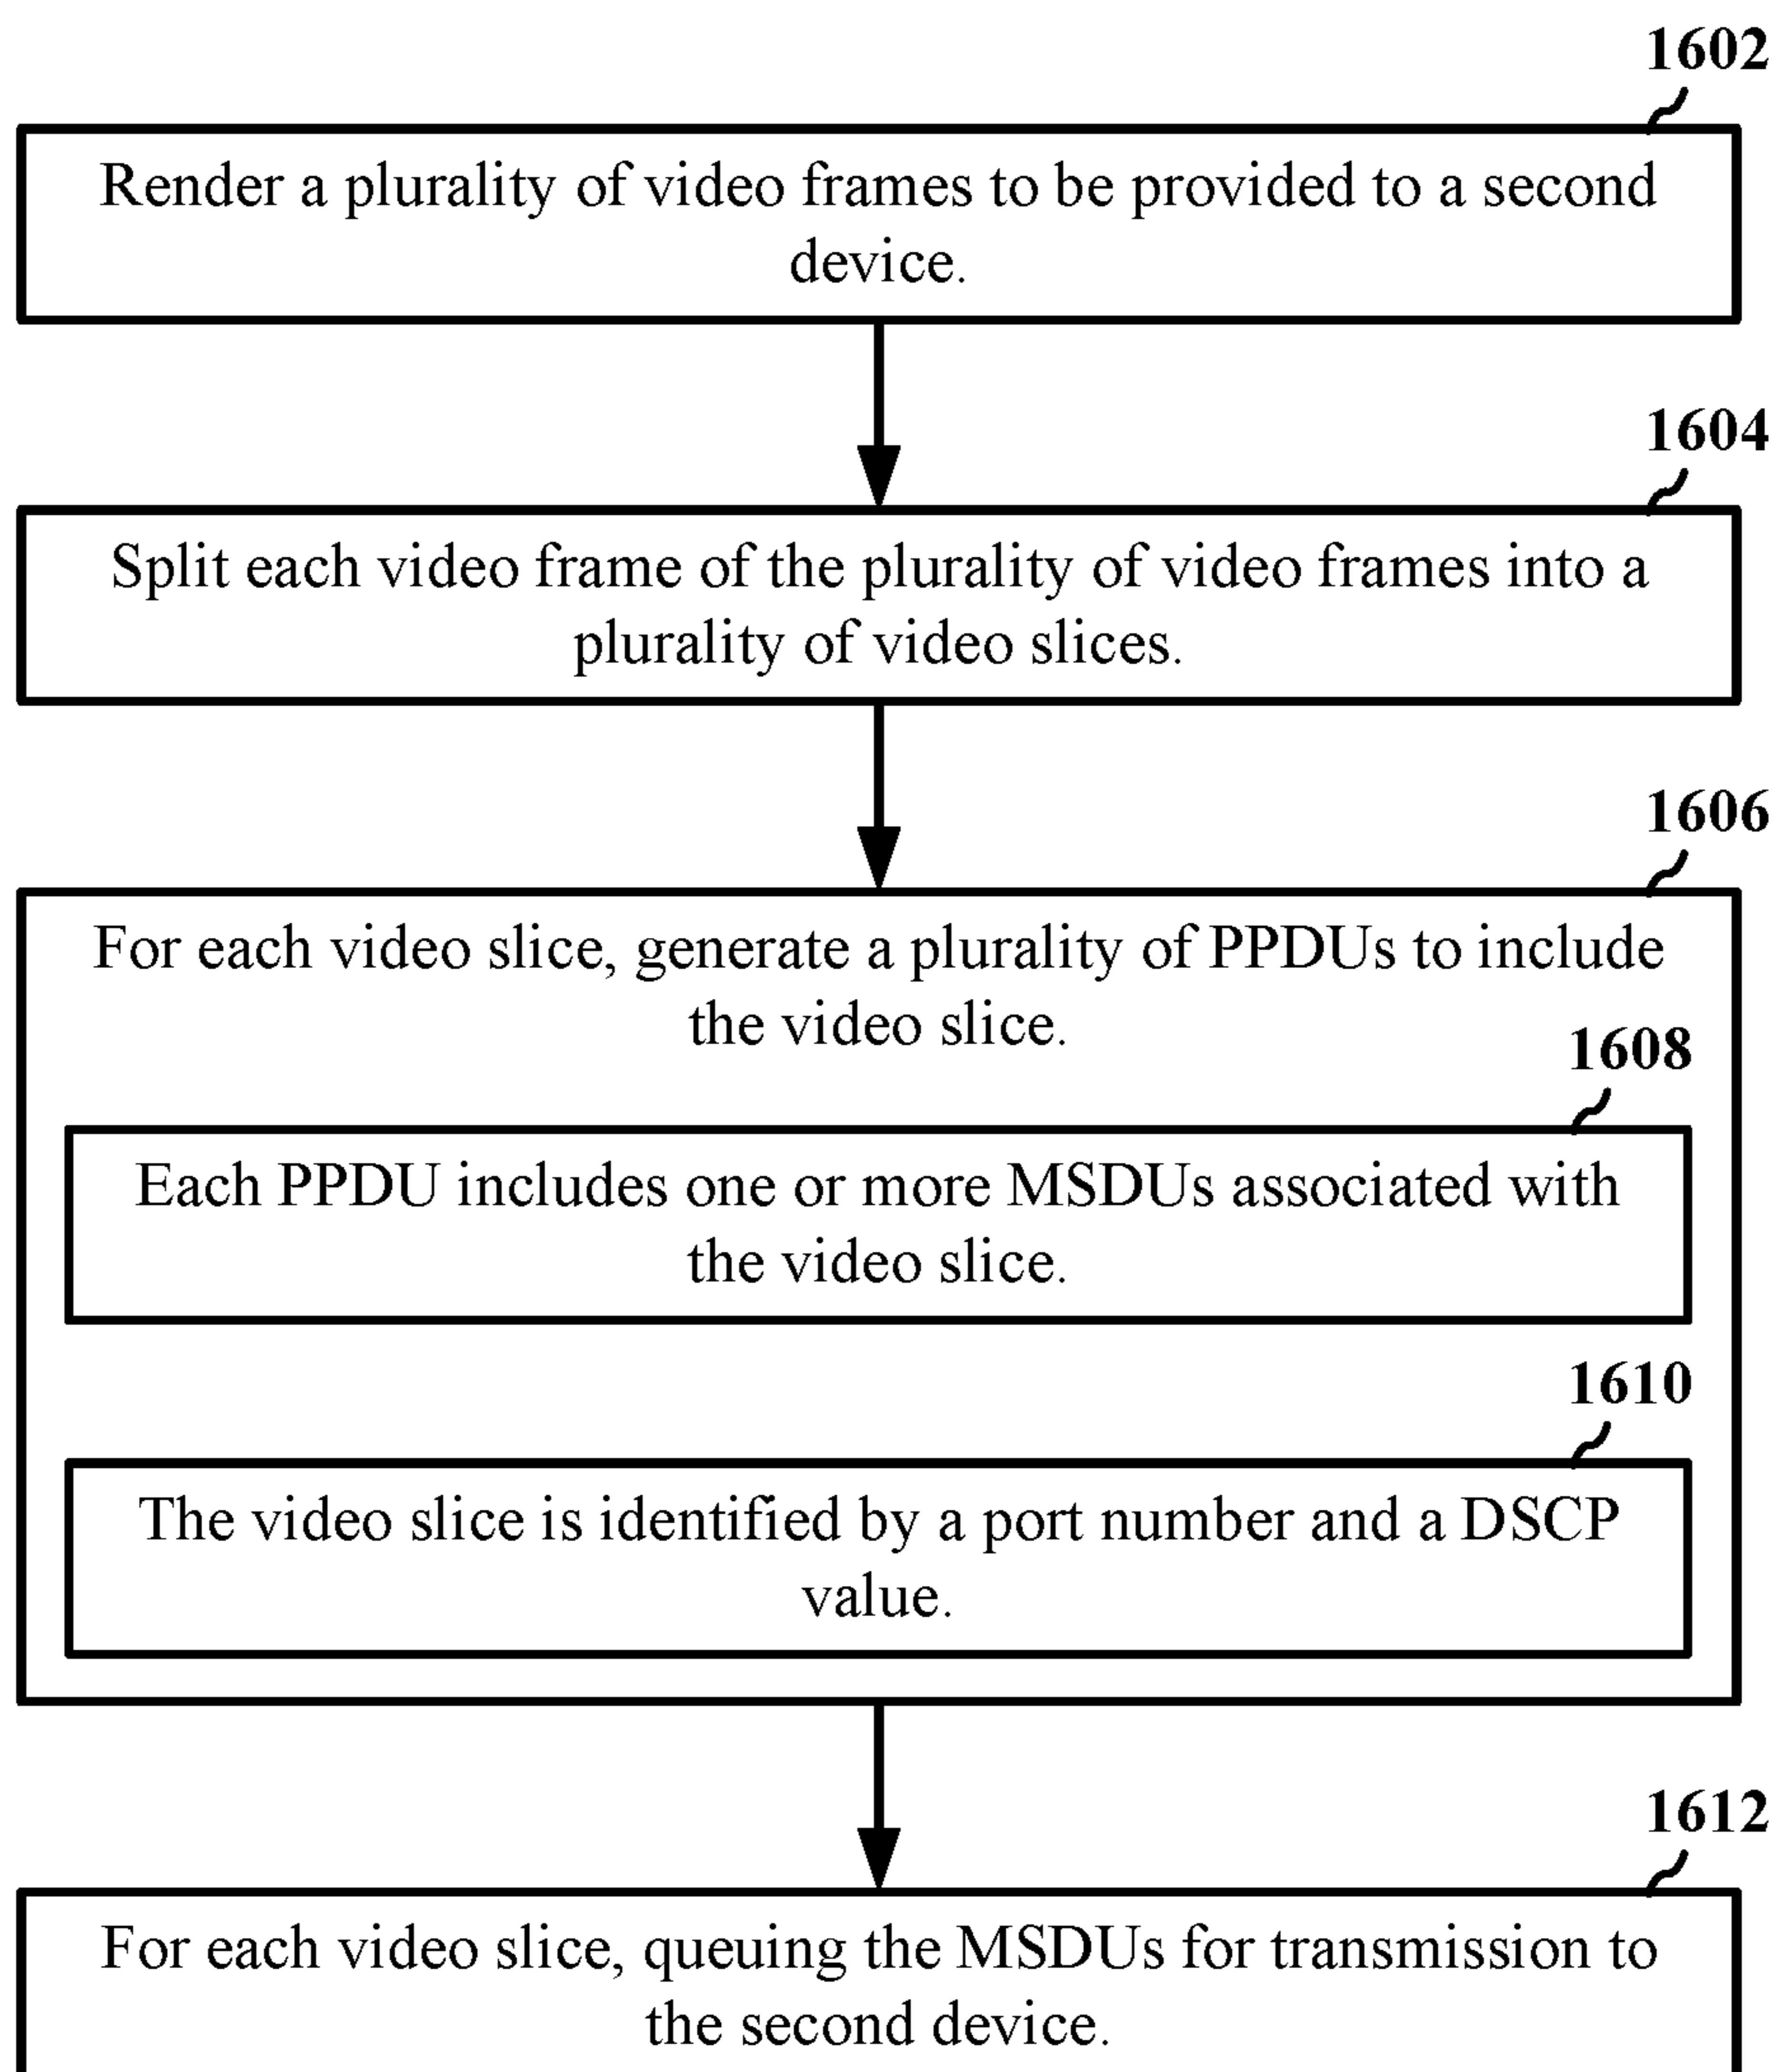 1602
Render a plurality of video frames to be provided to a second
device.
1604
Split each video frame of the plurality of video frames into a
plurality of video slices.
1606
For each video slice, generate a plurality of PPDUs to include
the video slice.
1608
Each PPDU includes one or more MSDUs associated with
the video slice.
1610
The video slice is identified by a port number and a DSCP
value.
1612
For each video slice, queuing the MSDUs for transmission to
the second device.